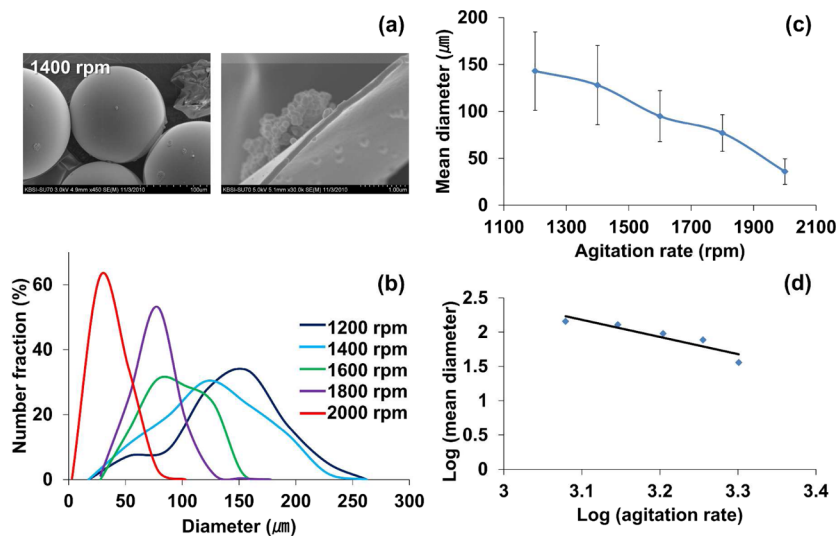 (a)
1400 rpm
KBSI-SU70 3.0kV 4.9mm x450 SE(M) 11/3/2010 100um
KBSI-SU70 5.0kV 5.1mm x30.0k SE(M) 11/3/2010 1.00um
(b)
Number fraction (%)
60
40
20
0
1200 rpm
1400 rpm
1600 rpm
1800 rpm
2000 rpm
0 50 100 150 200 250 300
Diameter (㎛)
(c)
Mean diameter (㎛)
200
150
100
50
0
1100 1300 1500 1700 1900 2100
Agitation rate (rpm)
(d)
Log (mean diameter)
2.5
2
1.5
1
0.5
0
3 3.1 3.2 3.3 3.4
Log (agitation rate)